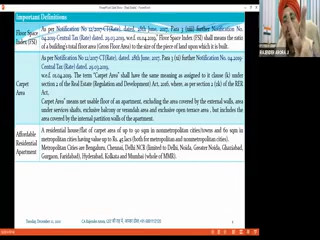 Important Definitions
Floor Space Index (FSI)
As per Notification No 12/2017-CT(Rate), dated. 28th June, 2017, Para 3 (xiii) further Notification No. 04.2019-
Central Tax (Rate) dated. 29.03.2019, w.e.f. 01.04.2019, Floor Space Index (FSI) shall means the ratio
of a building's total floor area (Gross Floor Area) to the size of the piece of land upon which it is built.
Carpet Area
As per Notification No 12/2017-CT(Rate), dated. 28th June, 2017, Para 3 (xi) further Notification No. 04.2019-
Central Tax (Rate) dated. 29.03.2019,
w.e.f. 01.04.2019. The term "Carpet Area" shall have the same meaning as assigned to it clause (k) under
section 2 of the Real Estate (Regulation and Development) Act, 2016, where, as per section 2 (zk) of the RER
Act,
Carpet Area" means net usable floor of an apartment, excluding the area covered by the external walls, area
under services shafts, exclusive balcony or verandah area and exclusive open terrace area , but includes the
area covered by the internal partition walls of the apartment.
Affordable Residential Apartment
A residential house/flat of carpet area of up to 90 sqm in nonmetropolitan cities/towns and 60 sqm in
metropolitan cities having value up to Rs. 45 lacs (both for metropolitan and nonmetropolitan cities).
Metropolitan Cities are Bengaluru, Chennai, Delhi NCR (limited to Delhi, Noida, Greater Noida, Ghaziabad,
Gurgaon, Faridabad), Hyderabad, Kolkata and Mumbai (whole of MMR).